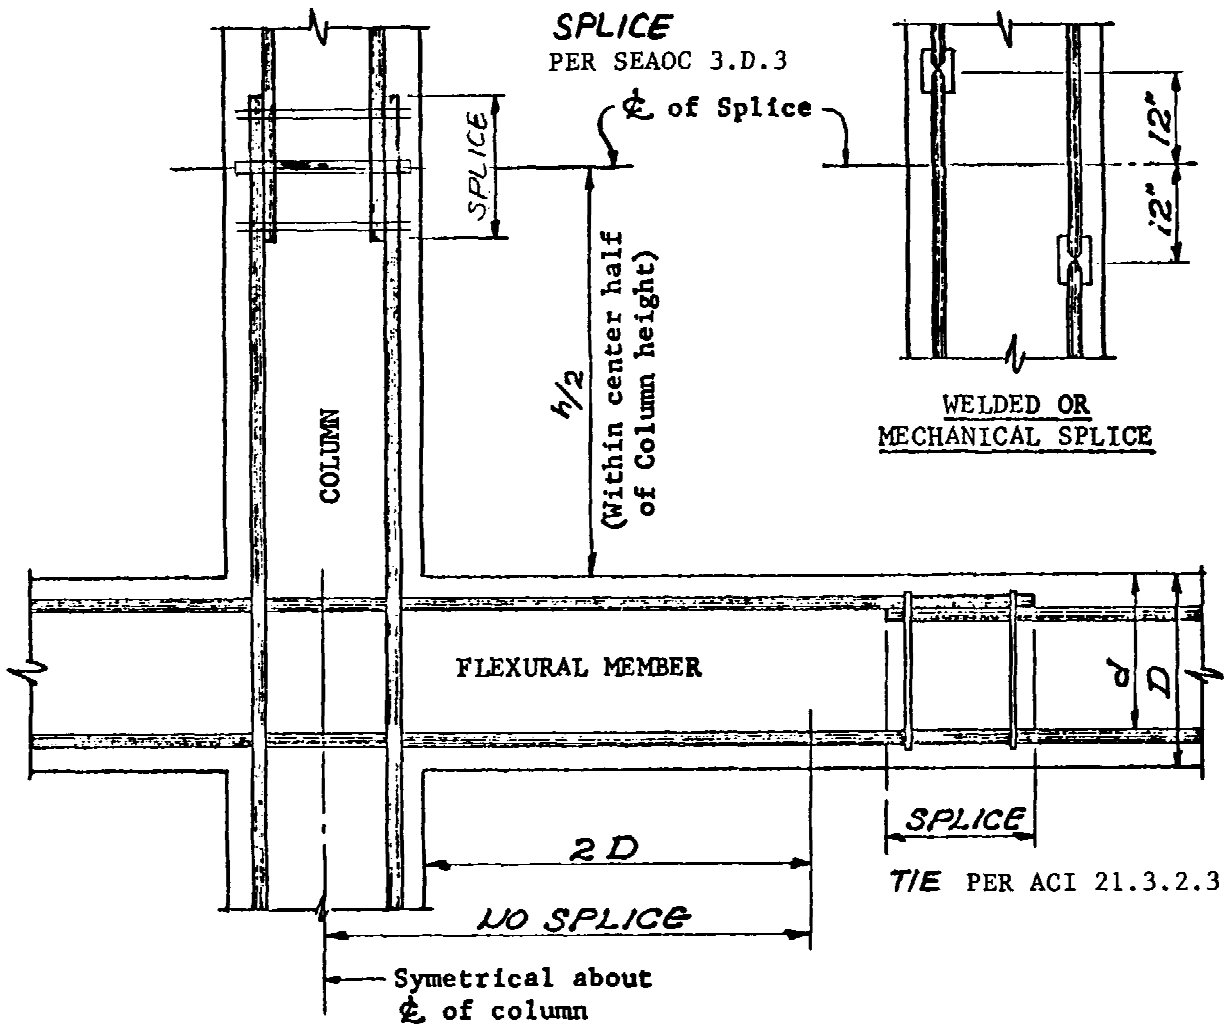 SPLICE
PER SEAOC 3.D.3
℄ of Splice
SPLICE
12"
12"
h/2
(Within center half
of Column height)
WELDED OR
MECHANICAL SPLICE
COLUMN
FLEXURAL MEMBER
d
D
SPLICE
2D
TIE PER ACI 21.3.2.3
NO SPLICE
Symetrical about
℄ of column